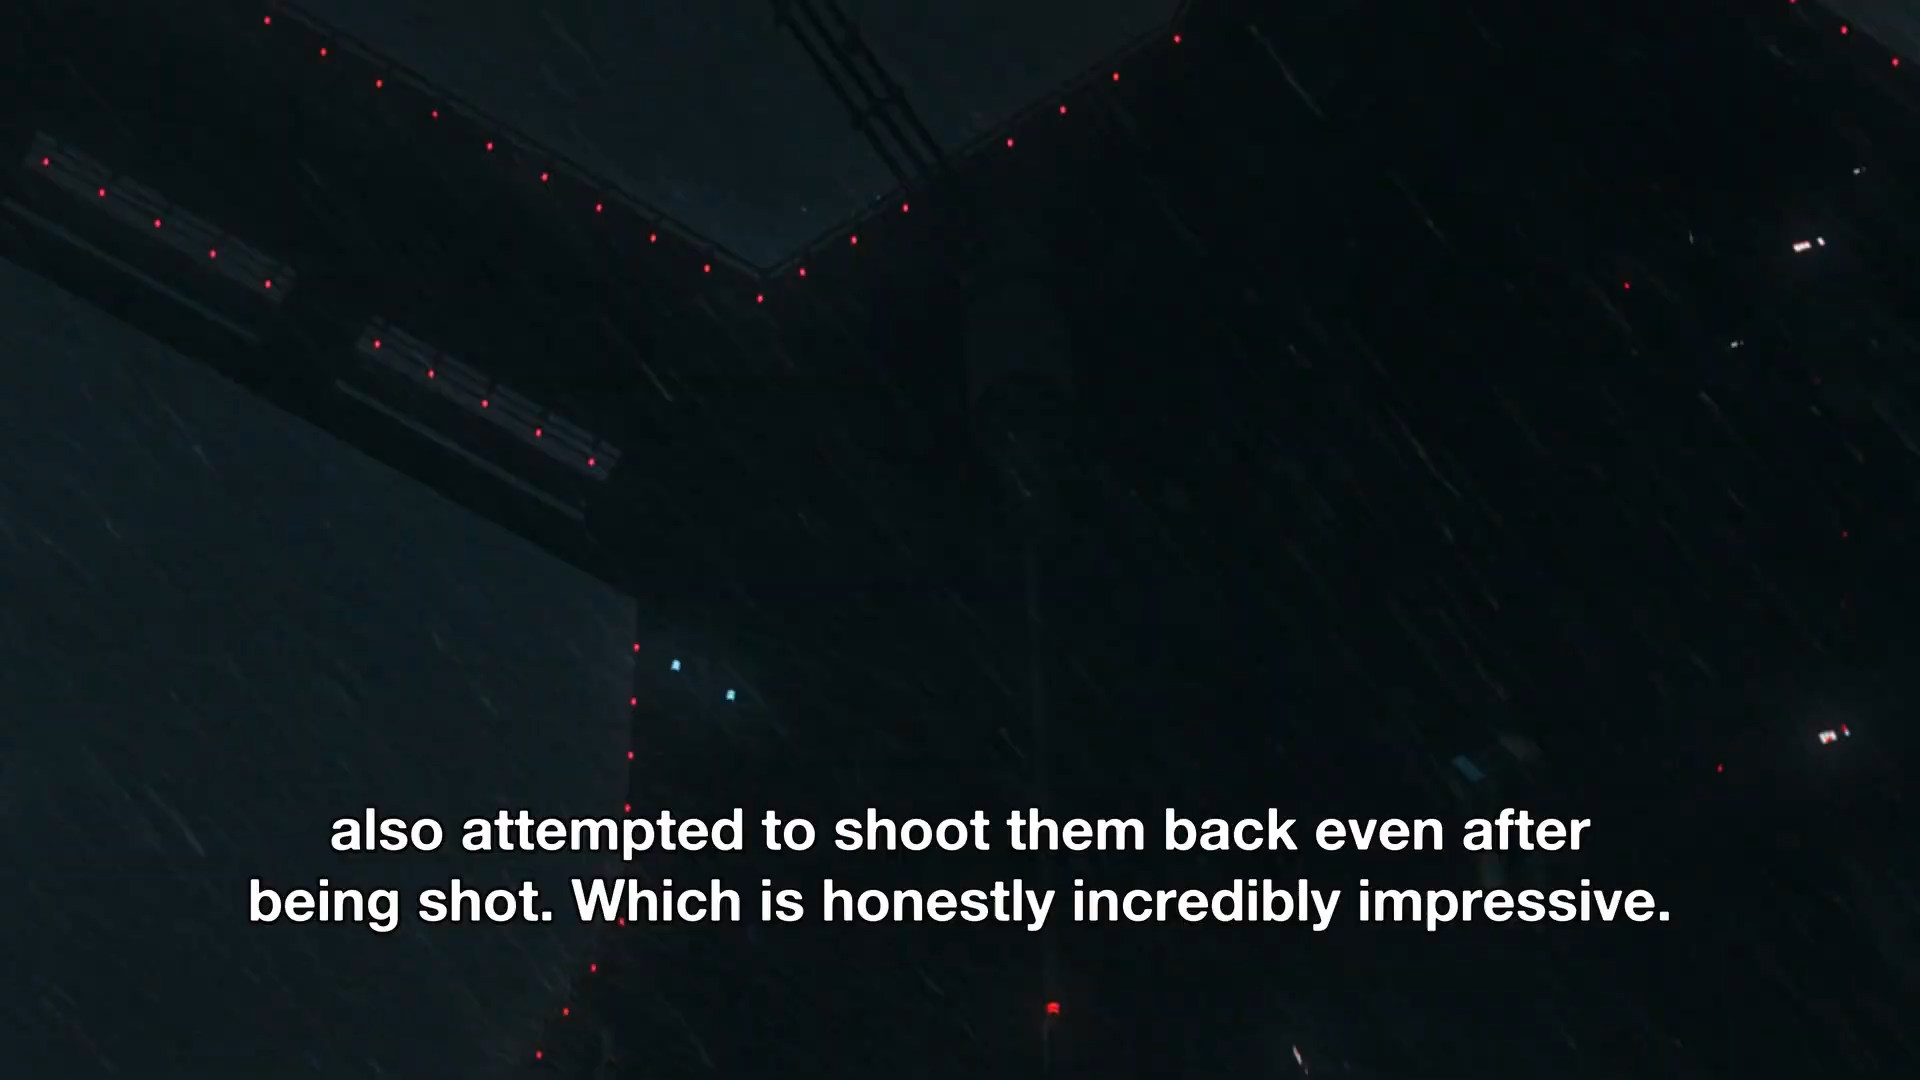 also attempted to shoot them back even after
being shot. Which is honestly incredibly impressive.